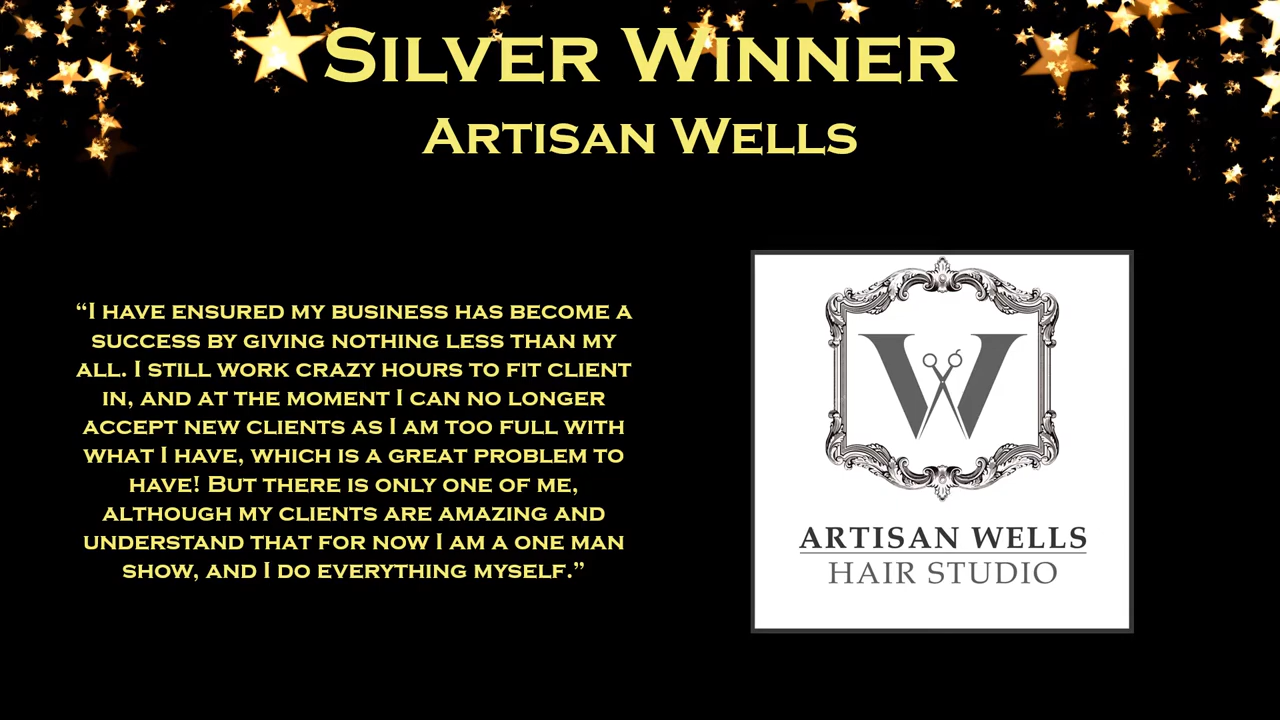 Silver Winner
Artisan Wells
“I have ensured my business has become a
success by giving nothing less than my
all. I still work crazy hours to fit client
in, and at the moment I can no longer
accept new clients as I am too full with
what I have, which is a great problem to
have! But there is only one of me,
although my clients are amazing and
understand that for now I am a one man
show, and I do everything myself.”
W
ARTISAN WELLS
HAIR STUDIO